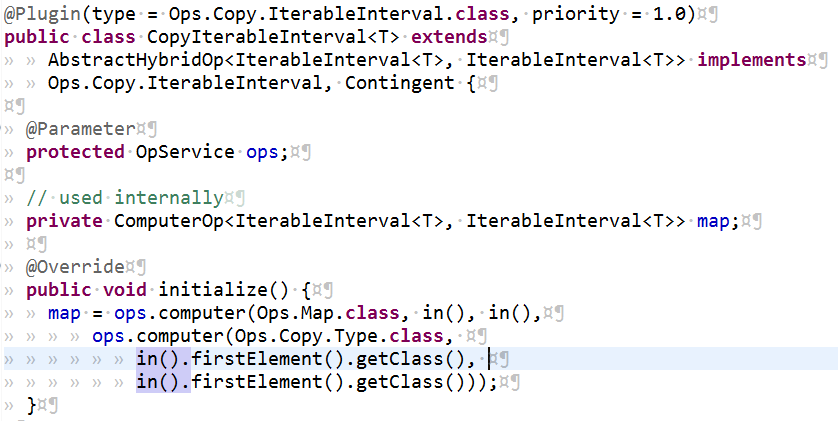 @Plugin(type = Ops.Copy.IterableInterval.class, priority = 1.0)¤¶
public class CopyIterableInterval<T> extends¤¶
» » AbstractHybridOp<IterableInterval<T>, IterableInterval<T>> implements¤¶
» » Ops.Copy.IterableInterval, Contingent {¤¶
¤¶
» @Parameter¤¶
» protected OpService ops;¤¶
¤¶
» // used internally¤¶
» private ComputerOp<IterableInterval<T>, IterableInterval<T>> map;¤¶
» ¤¶
» @Override¤¶
» public void initialize() {¤¶
» » map = ops.computer(Ops.Map.class, in(), in(),¤¶
» » » » ops.computer(Ops.Copy.Type.class, ¤¶
» » » » » » in().firstElement().getClass(), ¤¶
» » » » » » in().firstElement().getClass()));¤¶
» }¤¶